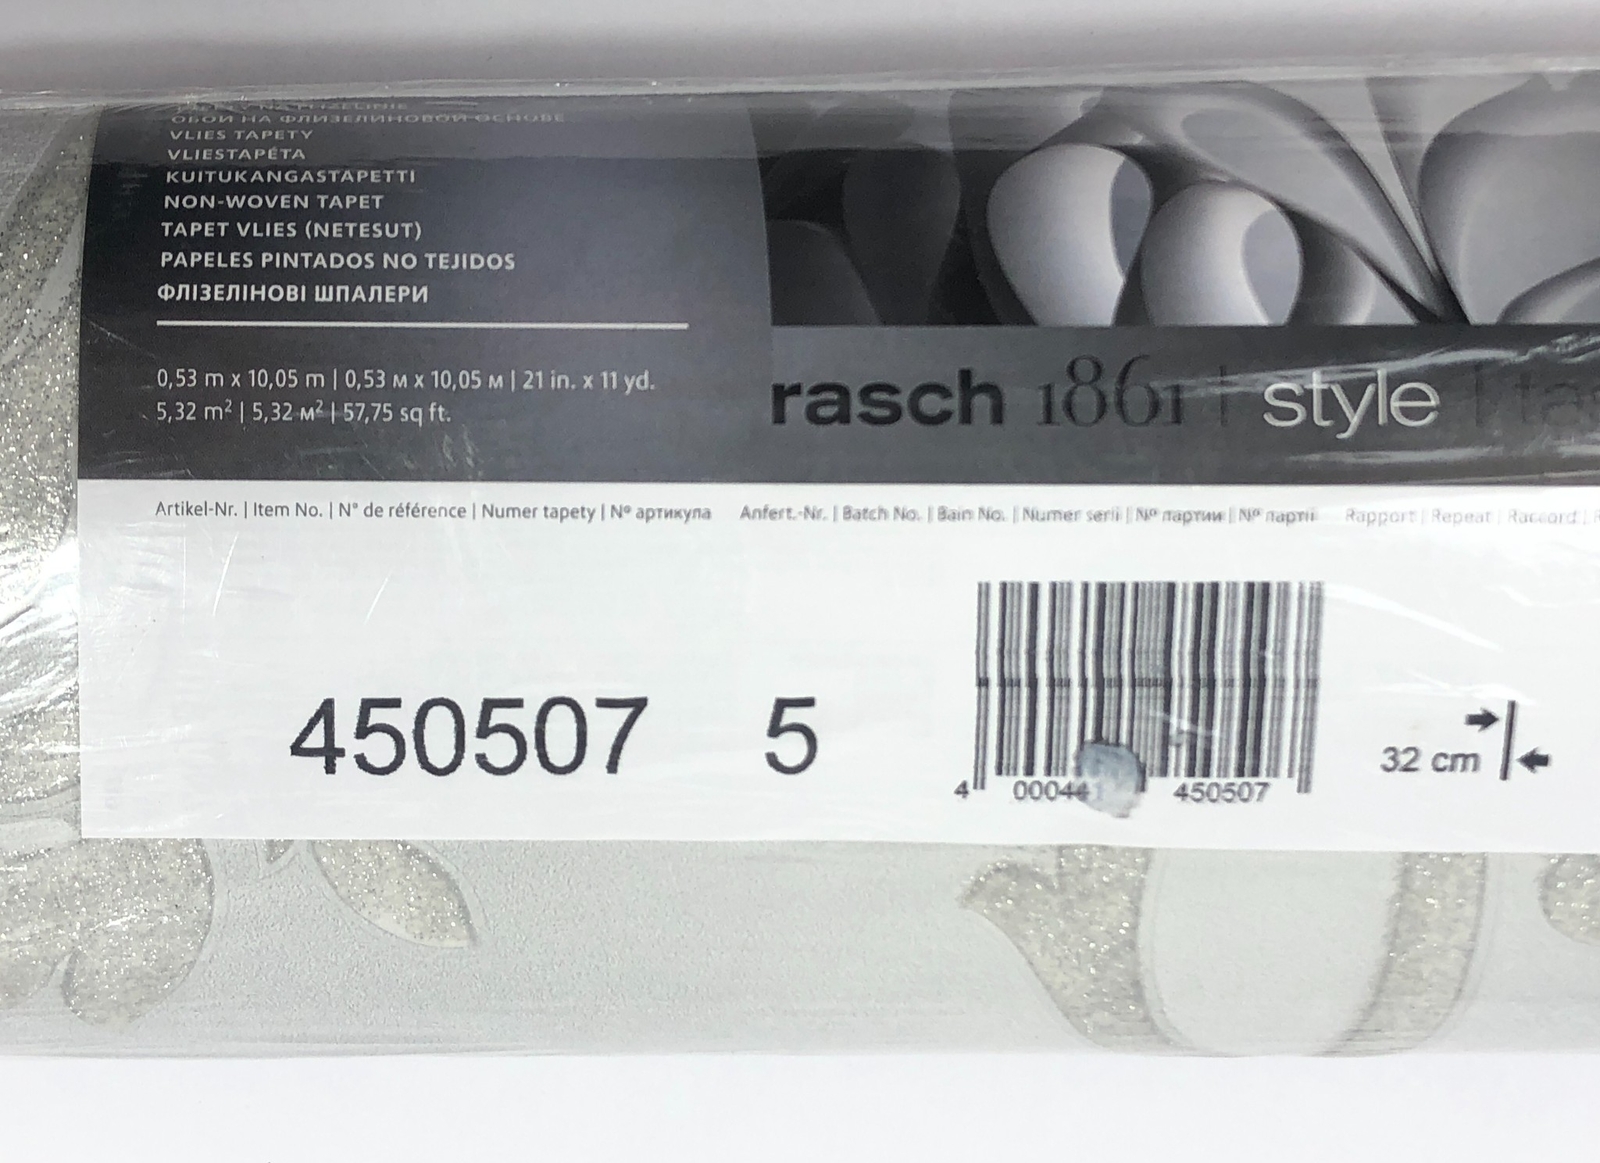 ОБОИ НА ФЛИЗЕЛИНОВОЙ ОСНОВЕ
VLIES TAPETY
VLIESTAPÉTA
KUITUKANGASTAPETTI
NON-WOVEN TAPET
TAPET VLIES (NETESUT)
PAPELES PINTADOS NO TEJIDOS
ФЛІЗЕЛІНОВІ ШПАЛЕРИ
0,53 m x 10,05 m | 0,53 м x 10,05 м | 21 in. x 11 yd.
5,32 m² | 5,32 м² | 57,75 sq ft.
rasch 1861 | style |
Artikel-Nr. | Item No. | N° de référence | Numer tapety | Nº артикула
Anfert.-Nr. | Batch No. | Bain No. | Numer serii | Nº партии | Nº партії
Rapport | Repeat | Raccord |
450507 5
4 000441 450507
32 cm